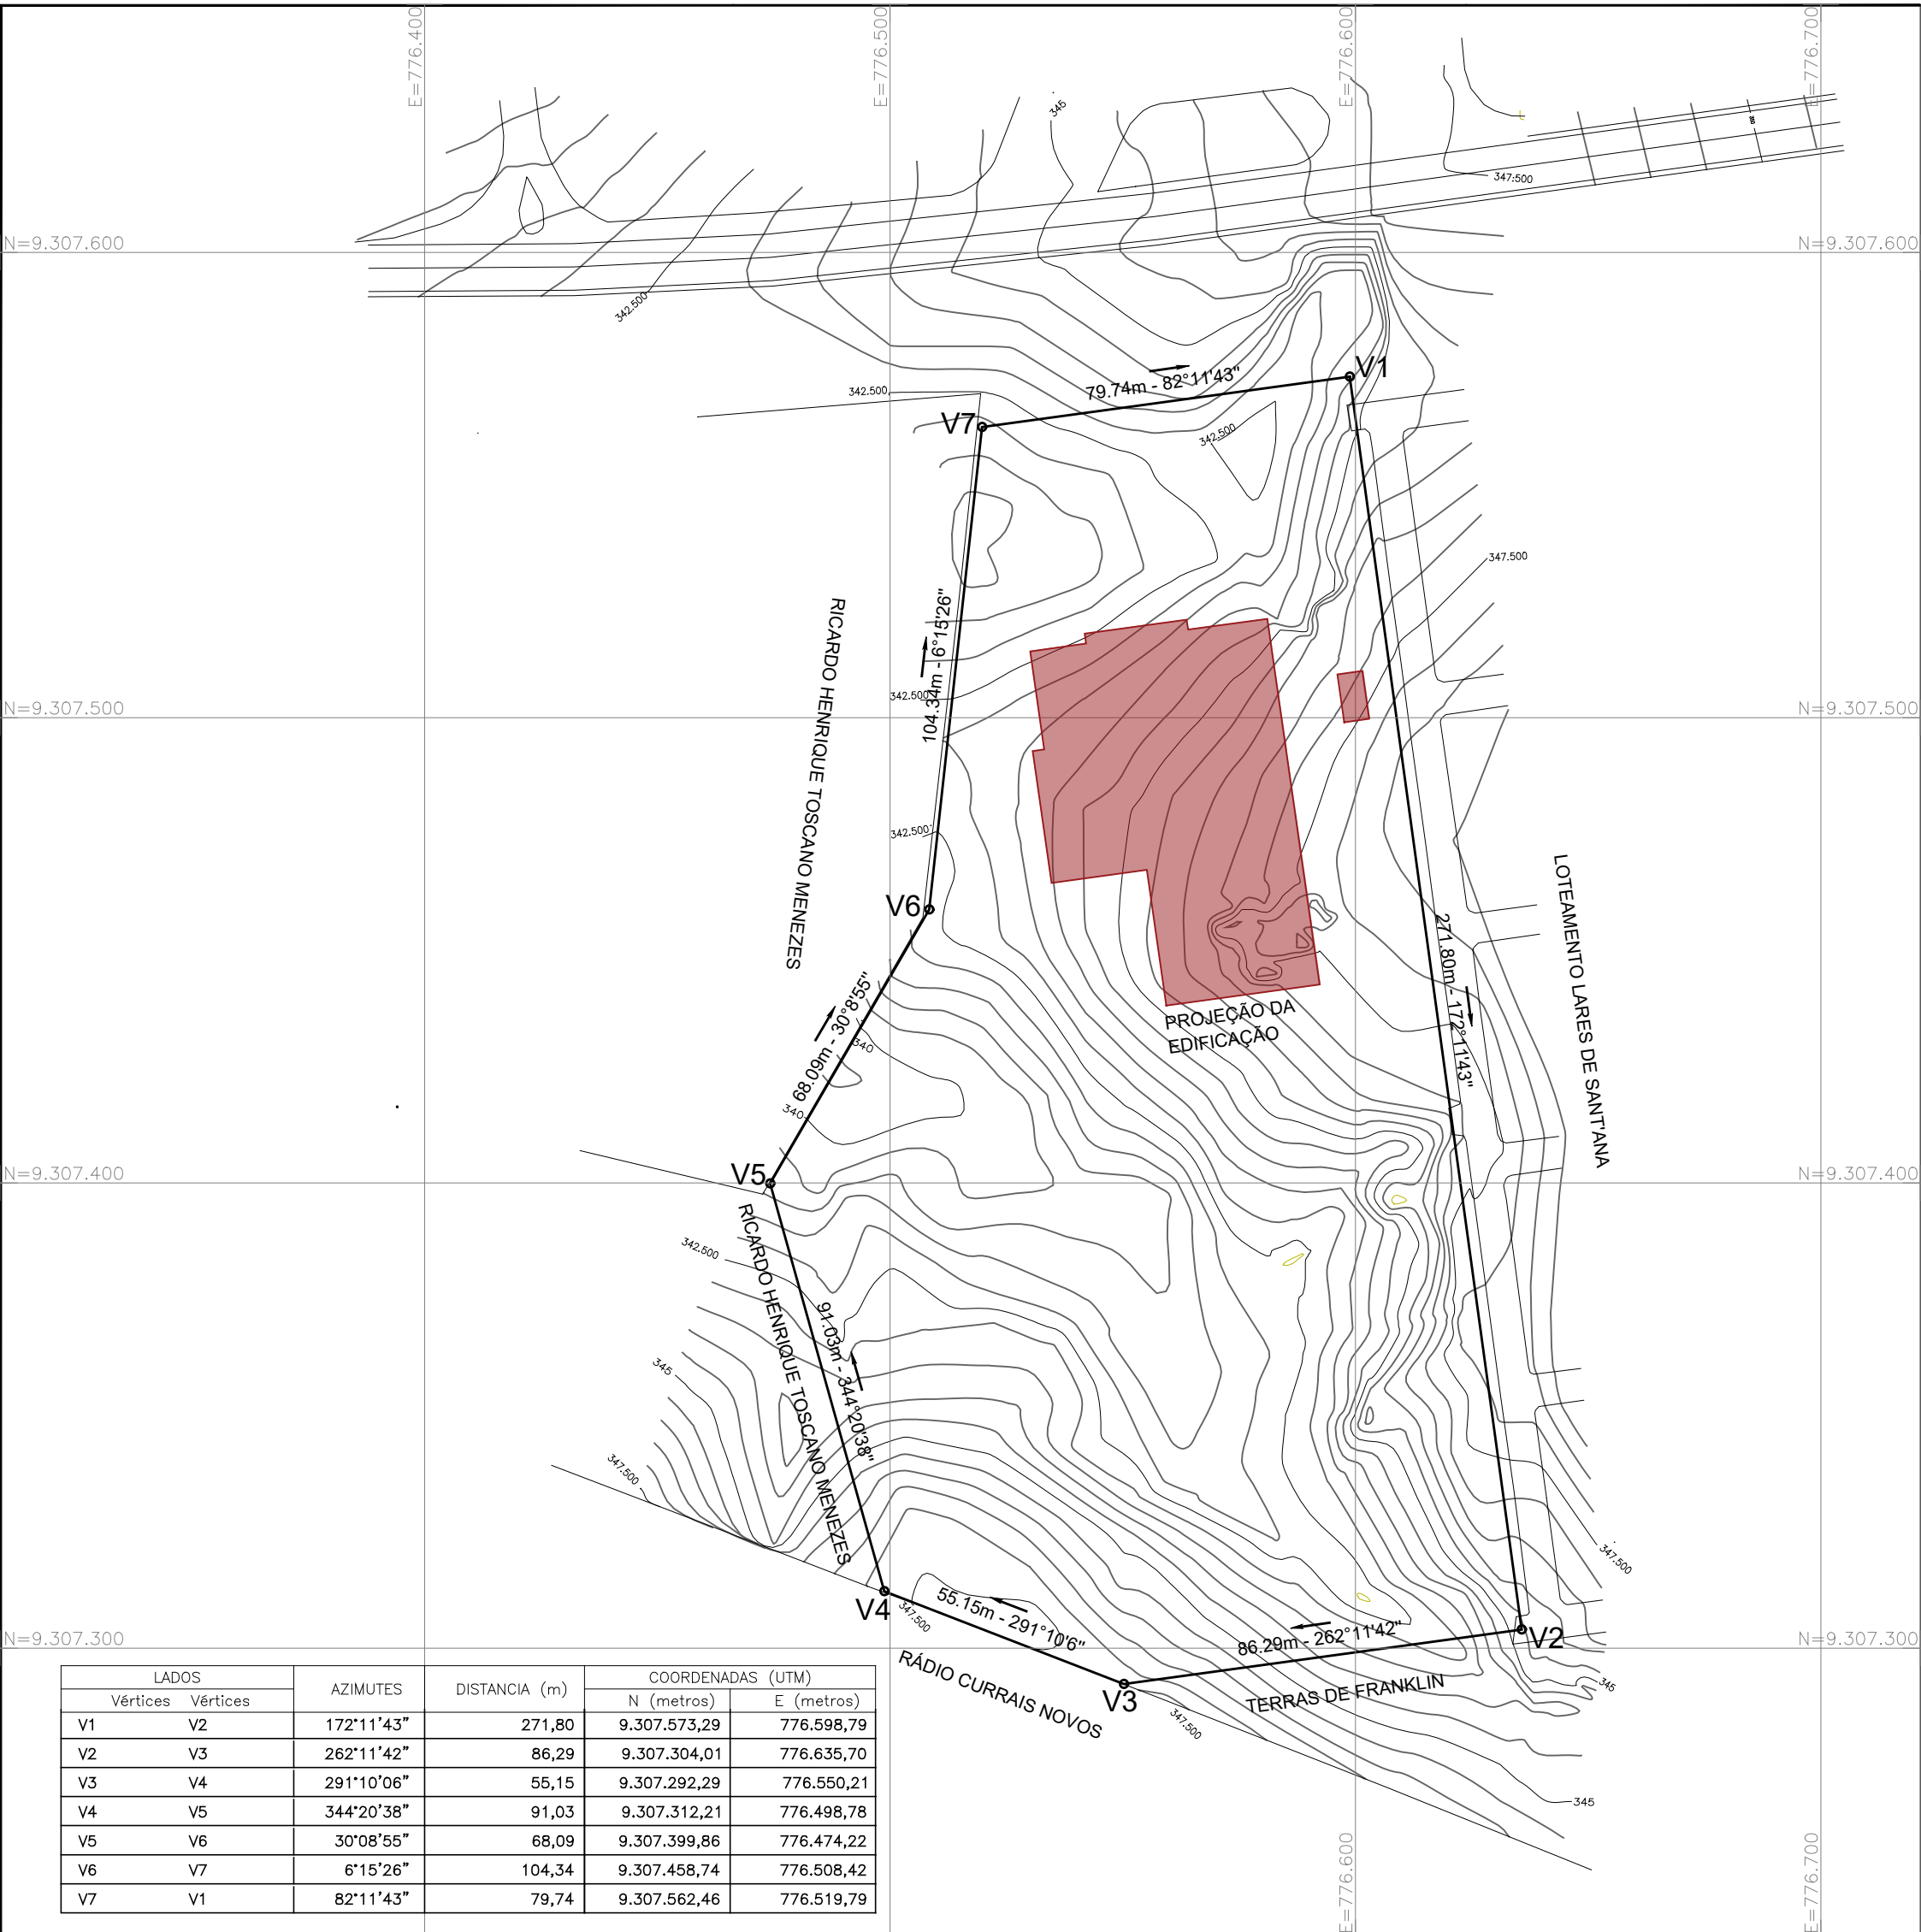 E=776.400
E=776.500
E=776.600
E=776.700
345
347.500
N=9.307.600
N=9.307.600
342.500
V1
79.74m - 82°11'43"
342.500
V7
342.500
347.500
RICARDO HENRIQUE TOSCANO MENEZES
104.34m - 6°15'26"
342.500
N=9.307.500
N=9.307.500
342.500
V6
LOTEAMENTO LARES DE SANT'ANA
271.80m - 172°11'43"
68.09m - 30°8'55"
PROJEÇÃO DA
EDIFICAÇÃO
340
340
V5
N=9.307.400
N=9.307.400
RICARDO HENRIQUE TOSCANO MENEZES
342.500
91.03m - 344°20'38"
345
347.500
347.500
V4
347.500
55.15m - 291°10'6"
86.29m - 262°11'42"
V2
N=9.307.300
N=9.307.300
RÁDIO CURRAIS NOVOS
V3
TERRAS DE FRANKLIN
345
347.500
345
LADOS AZIMUTES DISTANCIA (m) COORDENADAS (UTM)
Vértices Vértices N (metros) E (metros)
V1 V2 172°11'43" 271,80 9.307.573,29 776.598,79
V2 V3 262°11'42" 86,29 9.307.304,01 776.635,70
V3 V4 291°10'06" 55,15 9.307.292,29 776.550,21
V4 V5 344°20'38" 91,03 9.307.312,21 776.498,78
V5 V6 30°08'55" 68,09 9.307.399,86 776.474,22
V6 V7 6°15'26" 104,34 9.307.458,74 776.508,42
V7 V1 82°11'43" 79,74 9.307.562,46 776.519,79
E=776.600
E=776.700